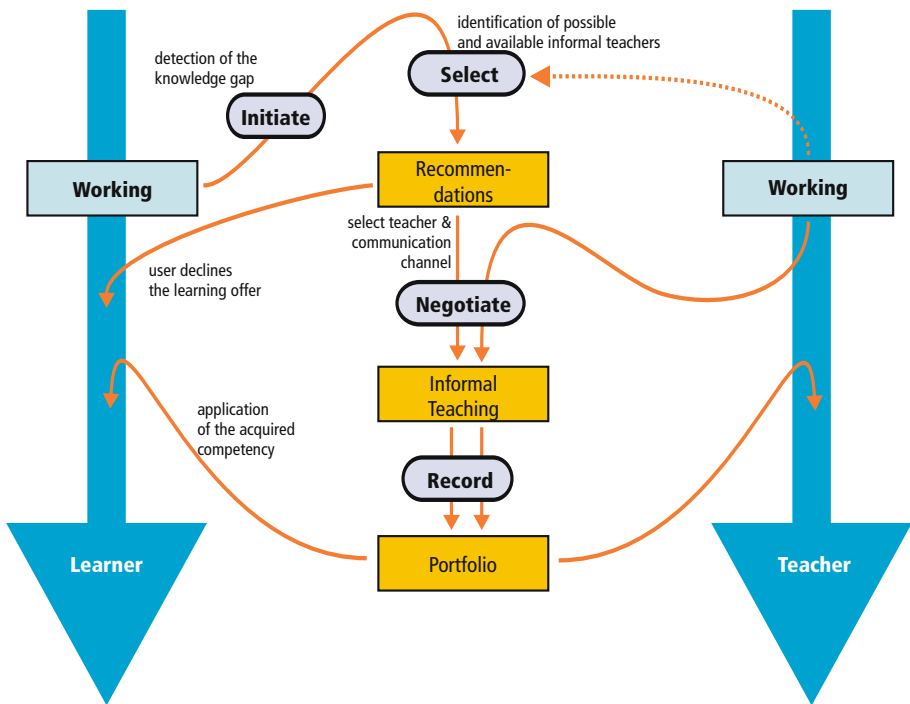 identification of possible
and available informal teachers
detection of the
knowledge gap
Select
Initiate
Working
Recommen-
dations
Working
select teacher &
communication
channel
user declines
the learning offer
Negotiate
Informal
Teaching
application
of the acquired
competency
Record
Learner
Portfolio
Teacher